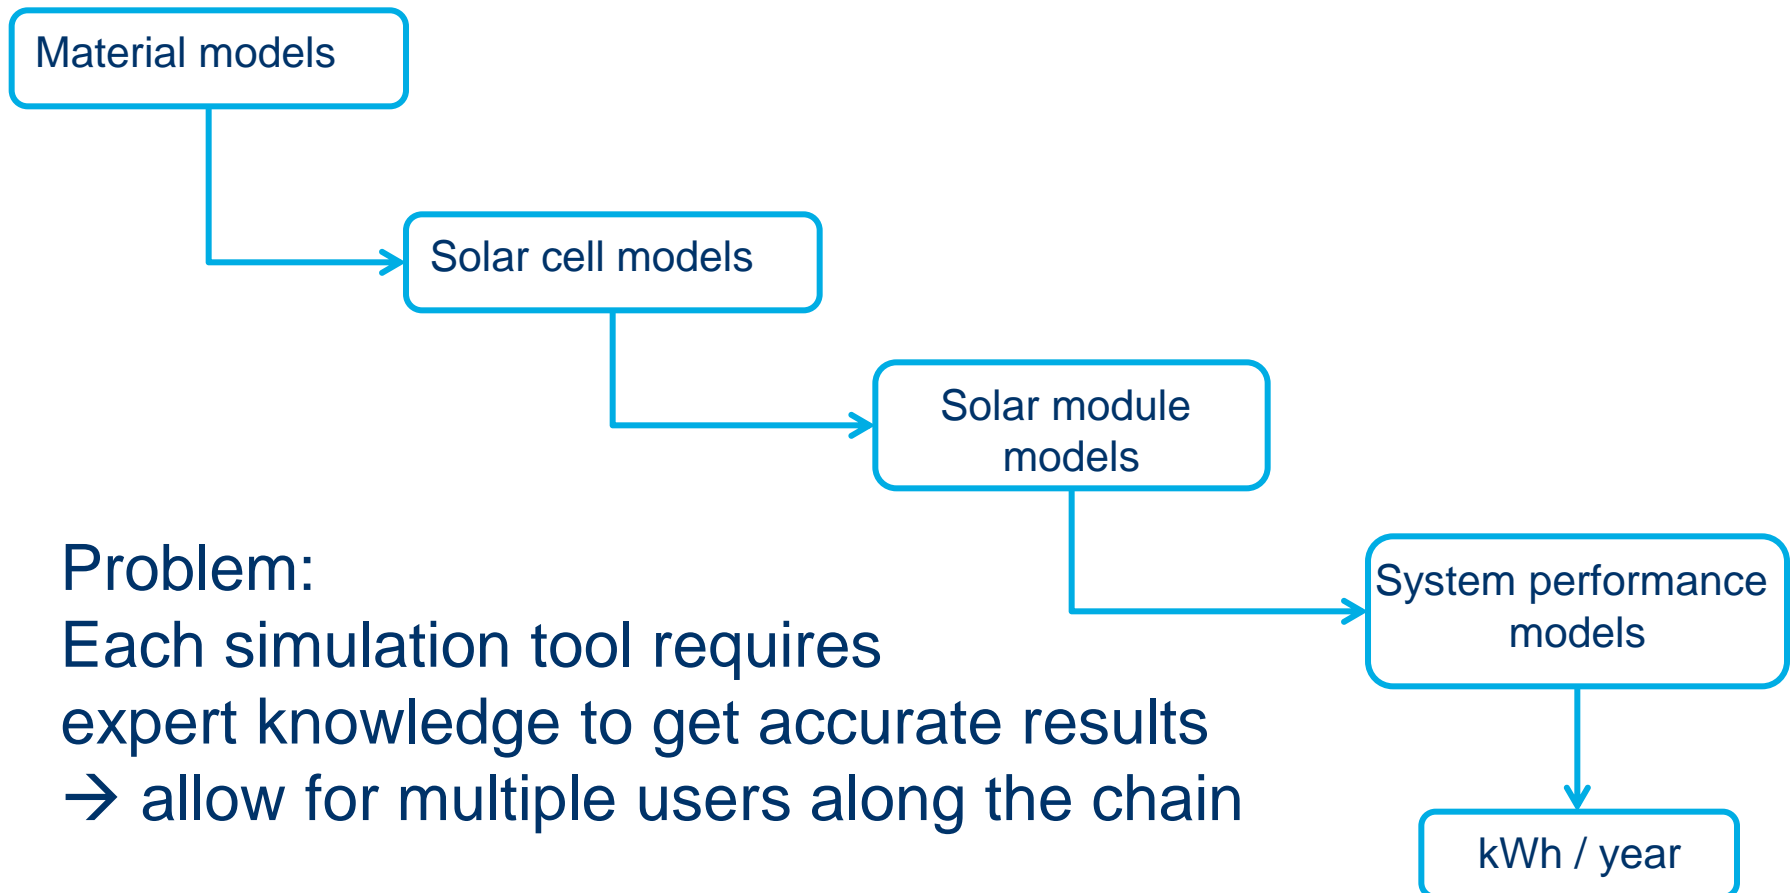 Material models
Solar cell models
Solar module
models
System performance
models
kWh / year
Problem:
Each simulation tool requires
expert knowledge to get accurate results
→ allow for multiple users along the chain